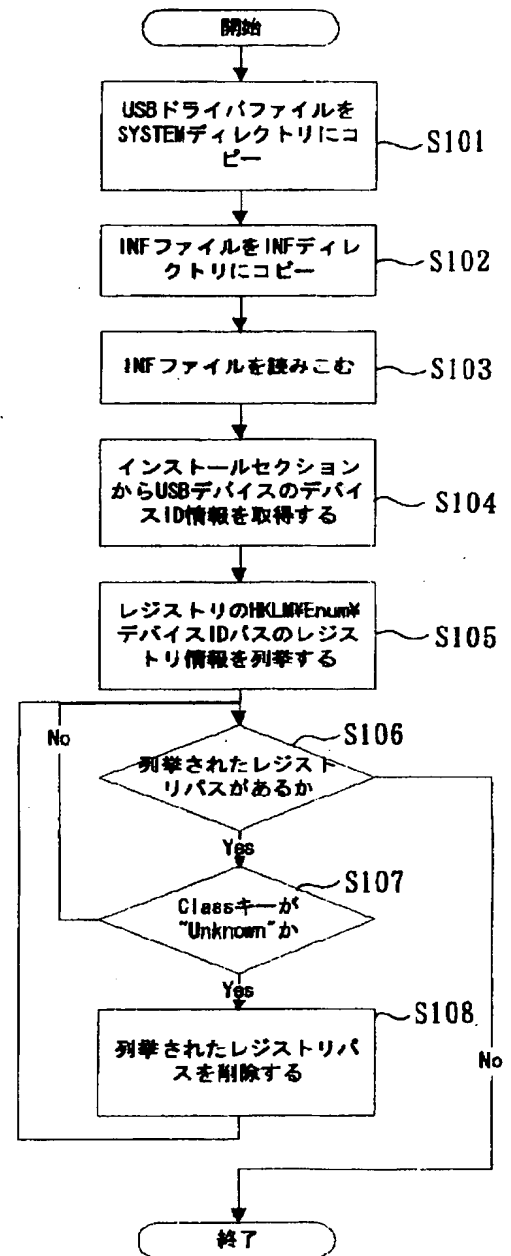 開始
USBドライバファイルを
SYSTEMディレクトリにコ
ピー
S101
INFファイルをINFディレ
クトリにコピー
S102
INFファイルを読みこむ
S103
インストールセクション
からUSBデバイスのデバイ
スID情報を取得する
S104
レジストリのHKLM¥Enum¥
デバイスIDパスのレジス
トリ情報を列挙する
S105
S106
No
列挙されたレジスト
リパスがあるか
Yes
S107
Classキーが
"Unknown"か
Yes
S108
列挙されたレジストリパ
スを削除する
No
終了